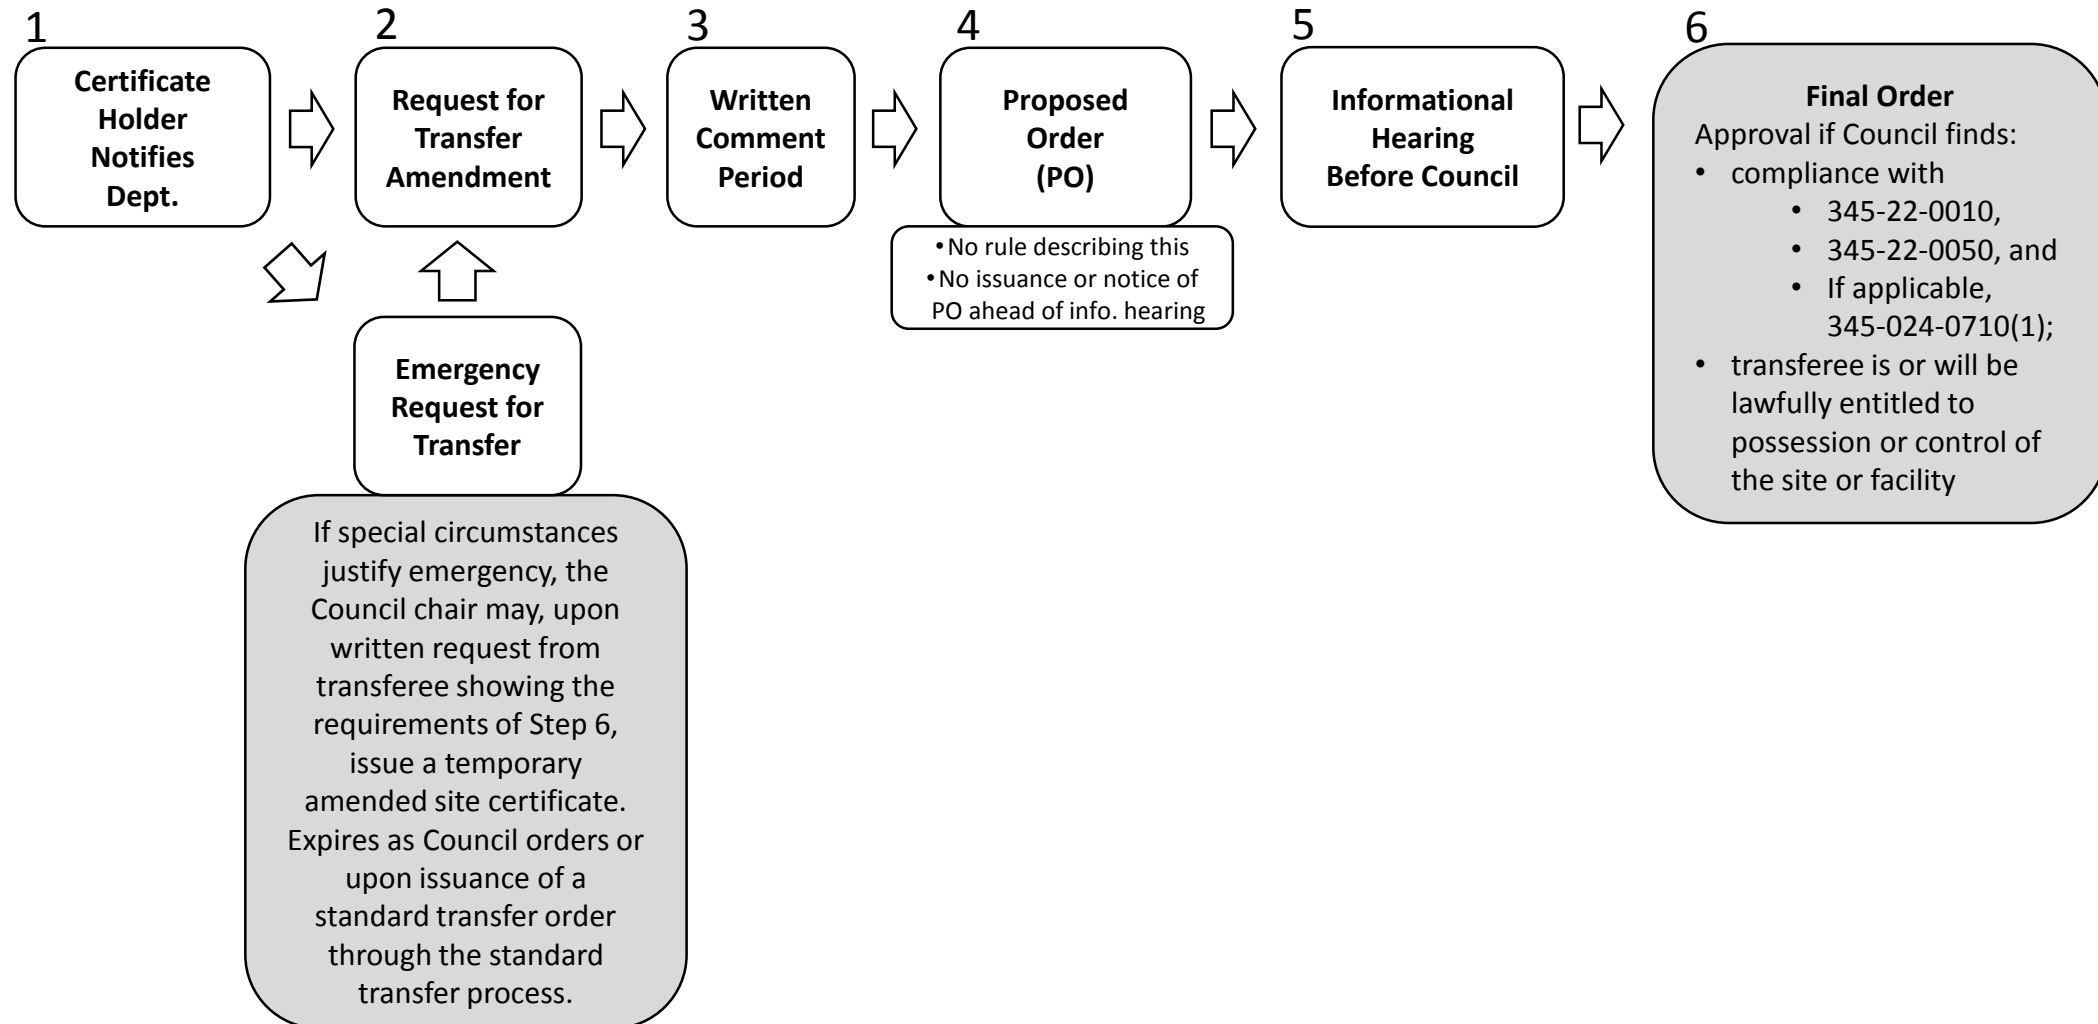 1
Certificate
Holder
Notifies
Dept.
2
Request for
Transfer
Amendment
3
Written
Comment
Period
4
Proposed
Order
(PO)
• No rule describing this
• No issuance or notice of
PO ahead of info. hearing
5
Informational
Hearing
Before Council
6
Final Order
Approval if Council finds:
• compliance with
• 345-22-0010,
• 345-22-0050, and
• If applicable,
345-024-0710(1);
• transferee is or will be
lawfully entitled to
possession or control of
the site or facility
Emergency
Request for
Transfer
If special circumstances
justify emergency, the
Council chair may, upon
written request from
transferee showing the
requirements of Step 6,
issue a temporary
amended site certificate.
Expires as Council orders or
upon issuance of a
standard transfer order
through the standard
transfer process.